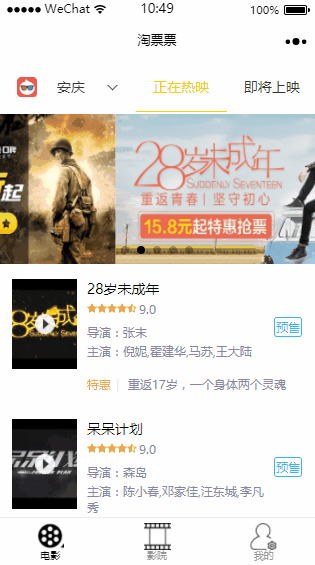 WeChat 10:49 100%
淘票票
安庆 正在热映 即将上映
起
28岁未成年
SUDDENLY SEVENTEEN
重返青春 坚守初心
15.8元起特惠抢票
28岁未成年
9.0
导演：张末
主演：倪妮,霍建华,马苏,王大陆
预售
特惠 重返17岁，一个身体两个灵魂
呆呆计划
9.0
导演：森岛
主演：陈小春,邓家佳,汪东城,李凡秀
预售
电影 影院 我的